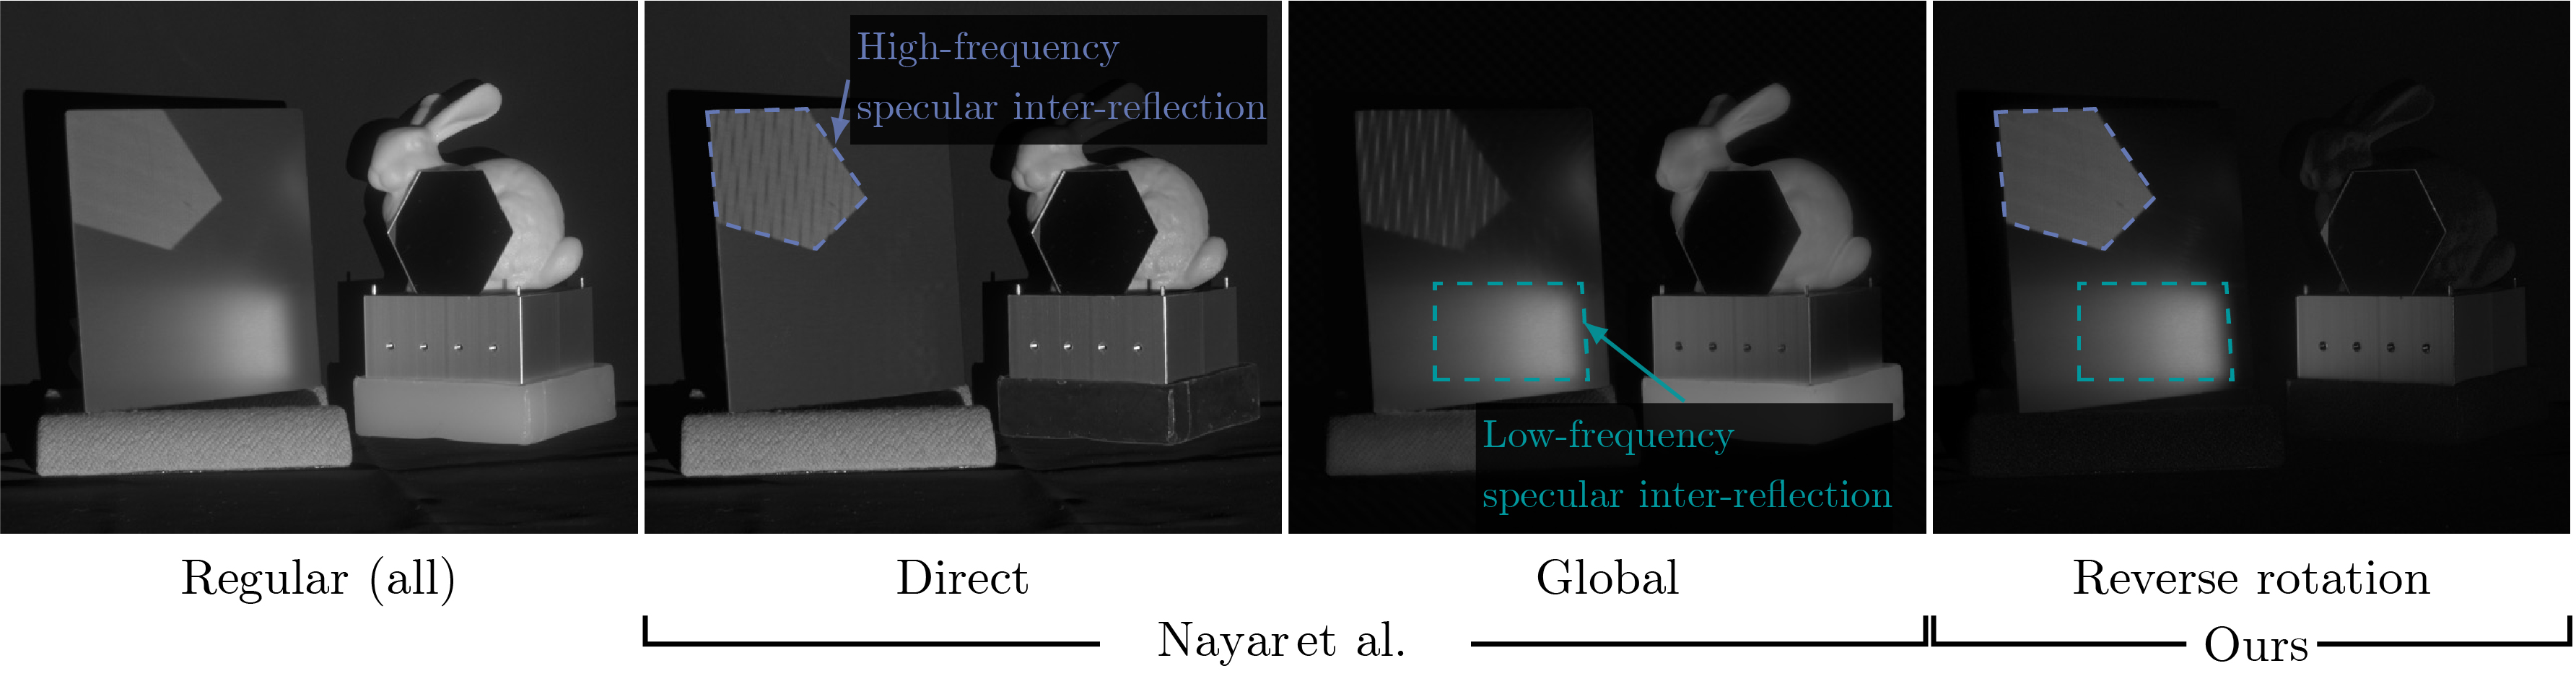 High-frequency
specular inter-reflection
Low-frequency
specular inter-reflection
Regular (all)
Direct
Global
Reverse rotation
Nayar et al.
Ours